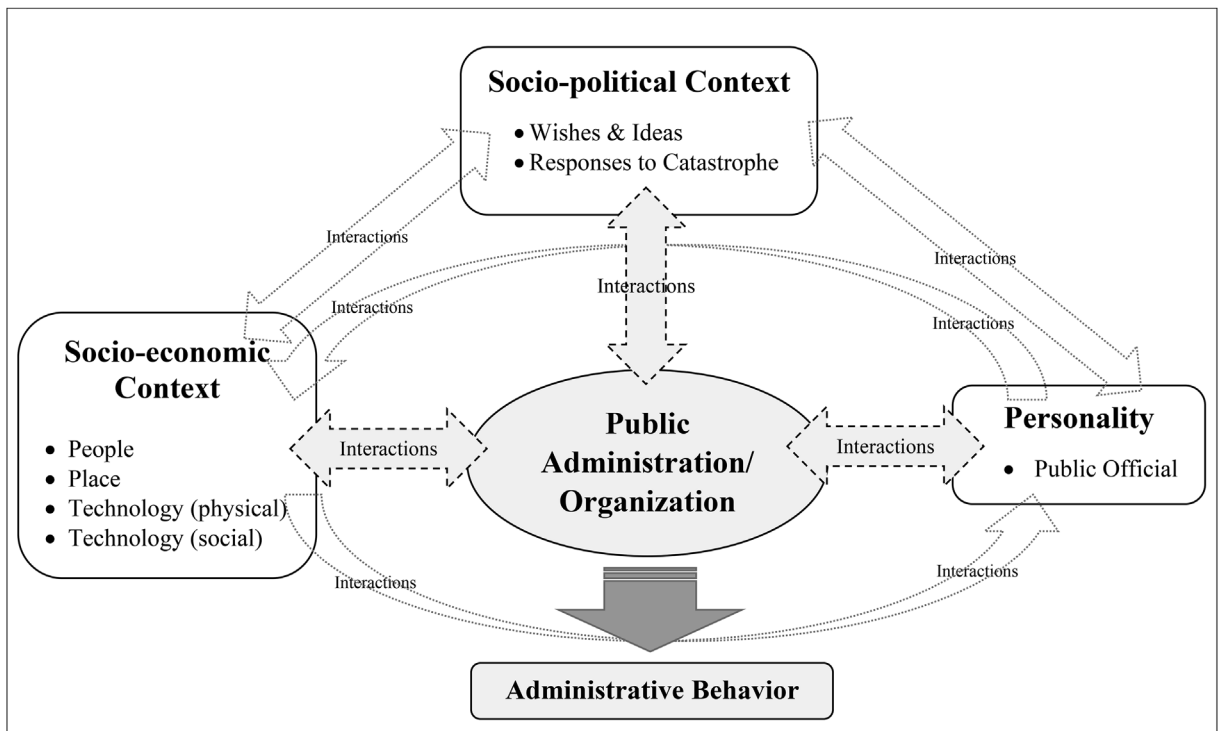 Socio-political Context
• Wishes & Ideas
• Responses to Catastrophe
Interactions
Interactions
Interactions
Interactions
Interactions
Socio-economic
Context
• People
• Place
• Technology (physical)
• Technology (social)
Interactions
Public
Administration/
Organization
Interactions
Personality
• Public Official
Interactions
Interactions
Administrative Behavior